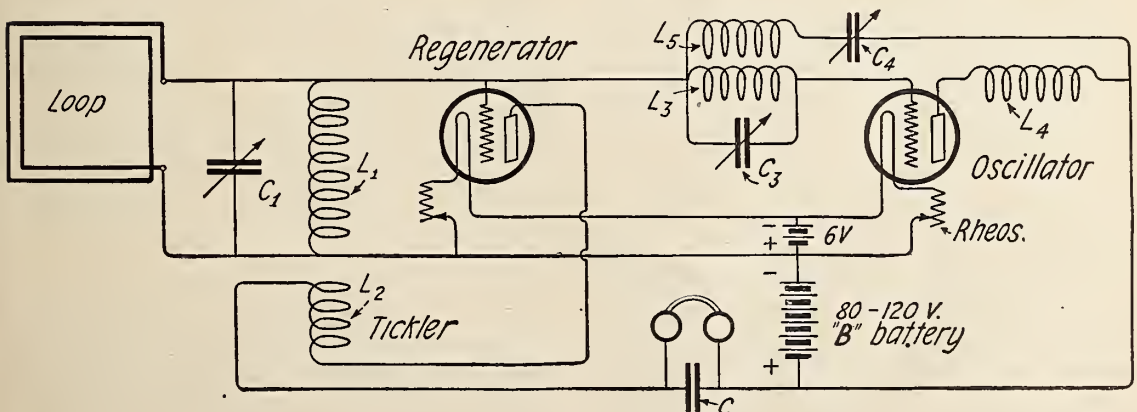 Loop
C1
L1
Regenerator
L5
L3
C4
C3
L4
Oscillator
Rheos.
-
+
6V
-
80-120 V.
"B" battery
+
L2
Tickler
C